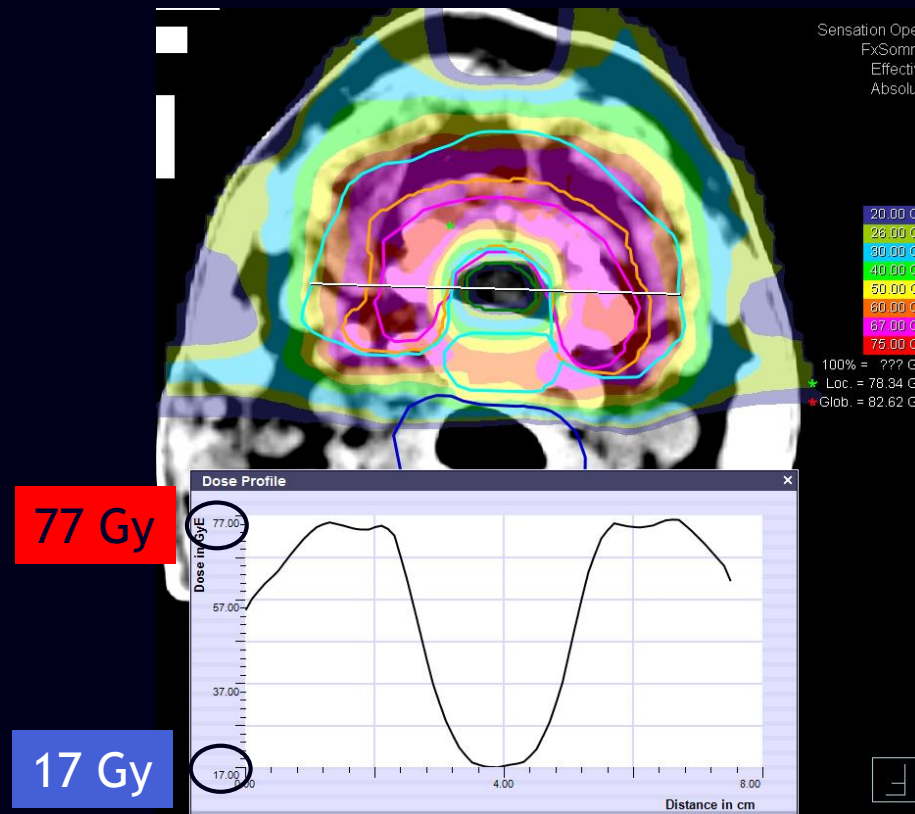 Sensation Ope
FxSomm
Effectiv
Absolu
20.00 G
26.00 G
30.00 G
40.00 G
50.00 G
60.00 G
67.00 G
75.00 G
100% = ??? G
* Loc. = 78.34 G
* Glob. = 82.62 G
Dose Profile
×
77 Gy
77.00
Dose in GyE
57.00
37.00
17.00
17 Gy
0.00
4.00
8.00
Distance in cm
F